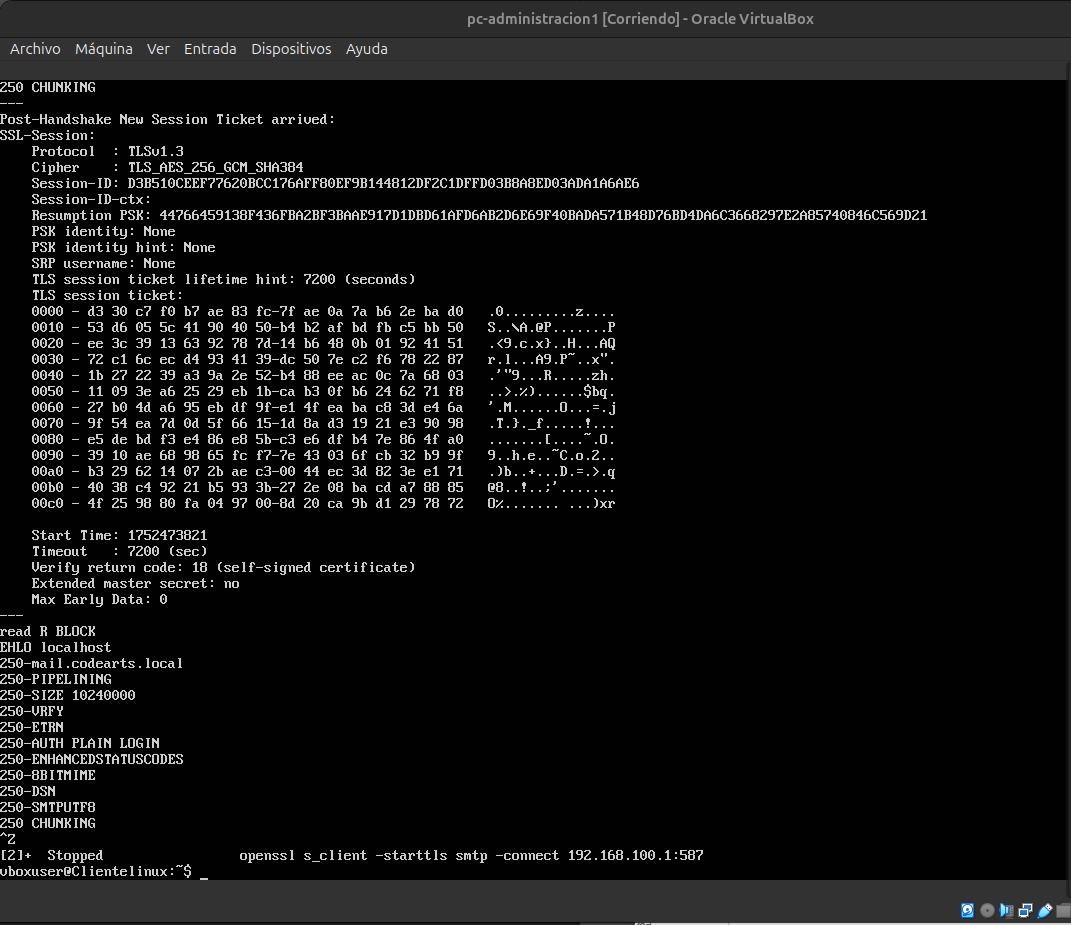 pc-administracion1 [Corriendo] - Oracle VirtualBox
Archivo Máquina Ver Entrada Dispositivos Ayuda
250 CHUNKING
---
Post-Handshake New Session Ticket arrived:
SSL-Session:
    Protocol  : TLSv1.3
    Cipher    : TLS_AES_256_GCM_SHA384
    Session-ID: D3B510CEEF77620BCC176AFF80EF9B144812DF2C1DFFD03B8A8ED03ADA1A6AE6
    Session-ID-ctx:
    Resumption PSK: 44766459138F436FBA2BF3BAAE917D1DBD61AFD6AB2D6E69F40BADA571B48D76BD4DA6C3668297E2A85740846C569D21
    PSK identity: None
    PSK identity hint: None
    SRP username: None
    TLS session ticket lifetime hint: 7200 (seconds)
    TLS session ticket:
    0000 - d3 30 c7 f0 b7 ae 83 fc-7f ae 0a 7a b6 2e ba d0   .0.........z....
    0010 - 53 d6 05 5c 41 90 40 50-b4 b2 af bd fb c5 bb 50   S..\A.@P.......P
    0020 - ee 3c 39 13 63 92 78 7d-14 b6 48 0b 01 92 41 51   .<9.c.x}..H...AQ
    0030 - 72 c1 6c ec d4 93 41 39-dc 50 7e c2 f6 78 22 87   r.l...A9.P~..x".
    0040 - 1b 27 22 39 a3 9a 2e 52-b4 88 ee ac 0c 7a 68 03   .'"9...R.....zh.
    0050 - 11 09 3e a6 25 29 eb 1b-ca b3 0f b6 24 62 71 f8   ..>.%)......$bq.
    0060 - 27 b0 4d a6 95 eb df 9f-e1 4f ea ba c8 3d e4 6a   '.M......O...=.j
    0070 - 9f 54 ea 7d 0d 5f 66 15-1d 8a d3 19 21 e3 90 98   .T.}._f.....!...
    0080 - e5 de bd f3 e4 86 e8 5b-c3 e6 df b4 7e 86 4f a0   .......[....~.O.
    0090 - 39 10 ae 68 98 65 fc f7-7e 43 03 6f cb 32 b9 9f   9..h.e..~C.o.2..
    00a0 - b3 29 62 14 07 2b ae c3-00 44 ec 3d 82 3e e1 71   .)b..+...D.=.>.q
    00b0 - 40 38 c4 92 21 b5 93 3b-27 2e 08 ba cd a7 88 85   @8..!..;'.......
    00c0 - 4f 25 98 80 fa 04 97 00-8d 20 ca 9b d1 29 78 72   O%....... ...)xr
    Start Time: 1752473821
    Timeout   : 7200 (sec)
    Verify return code: 18 (self-signed certificate)
    Extended master secret: no
    Max Early Data: 0
---
read R BLOCK
EHLO localhost
250-mail.codearts.local
250-PIPELINING
250-SIZE 10240000
250-VRFY
250-ETRN
250-AUTH PLAIN LOGIN
250-ENHANCEDSTATUSCODES
250-8BITMIME
250-DSN
250-SMTPUTF8
250 CHUNKING
^Z
[2]+  Stopped                 openssl s_client -starttls smtp -connect 192.168.100.1:587
vboxuser@Clientelinux:~$ _